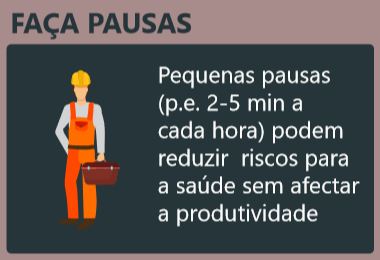 FAÇA PAUSAS
Pequenas pausas
(p.e. 2-5 min a
cada hora) podem
reduzir riscos para
a saúde sem afectar
a produtividade